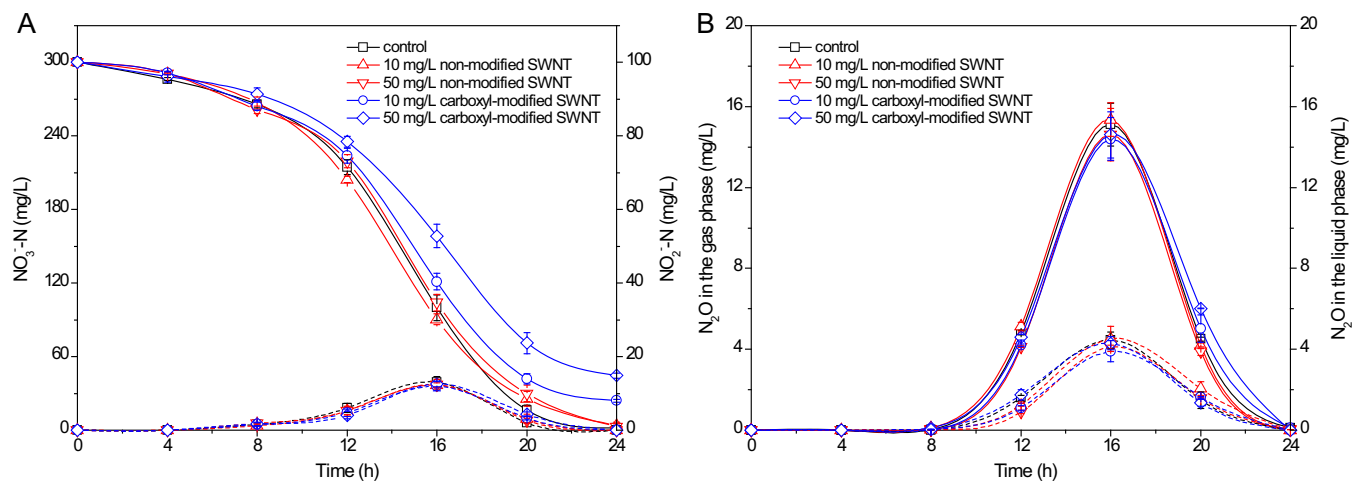 A
control
10 mg/L non-modified SWNT
50 mg/L non-modified SWNT
10 mg/L carboxyl-modified SWNT
50 mg/L carboxyl-modified SWNT
300
240
180
120
60
0
NO₃⁻-N (mg/L)
100
80
60
40
20
0
NO₂⁻-N (mg/L)
0 4 8 12 16 20 24
Time (h)
B
control
10 mg/L non-modified SWNT
50 mg/L non-modified SWNT
10 mg/L carboxyl-modified SWNT
50 mg/L carboxyl-modified SWNT
20
16
12
8
4
0
N₂O in the gas phase (mg/L)
20
16
12
8
4
0
N₂O in the liquid phase (mg/L)
0 4 8 12 16 20 24
Time (h)